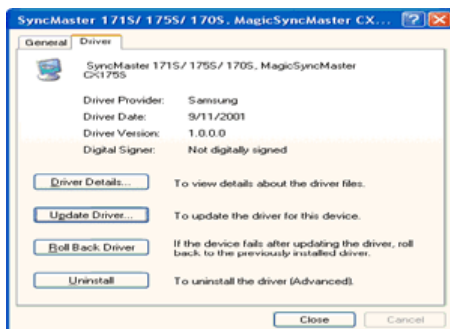 SyncMaster 171S/ 175S/ 170S, MagicSyncMaster CX...
General Driver
SyncMaster 171S/ 175S/ 170S, MagicSyncMaster
CX175S
Driver Provider: Samsung
Driver Date: 9/11/2001
Driver Version: 1.0.0.0
Digital Signer: Not digitally signed
Driver Details... To view details about the driver files.
Update Driver... To update the driver for this device.
Roll Back Driver If the device fails after updating the driver, roll
back to the previously installed driver.
Uninstall To uninstall the driver (Advanced).
Close Cancel